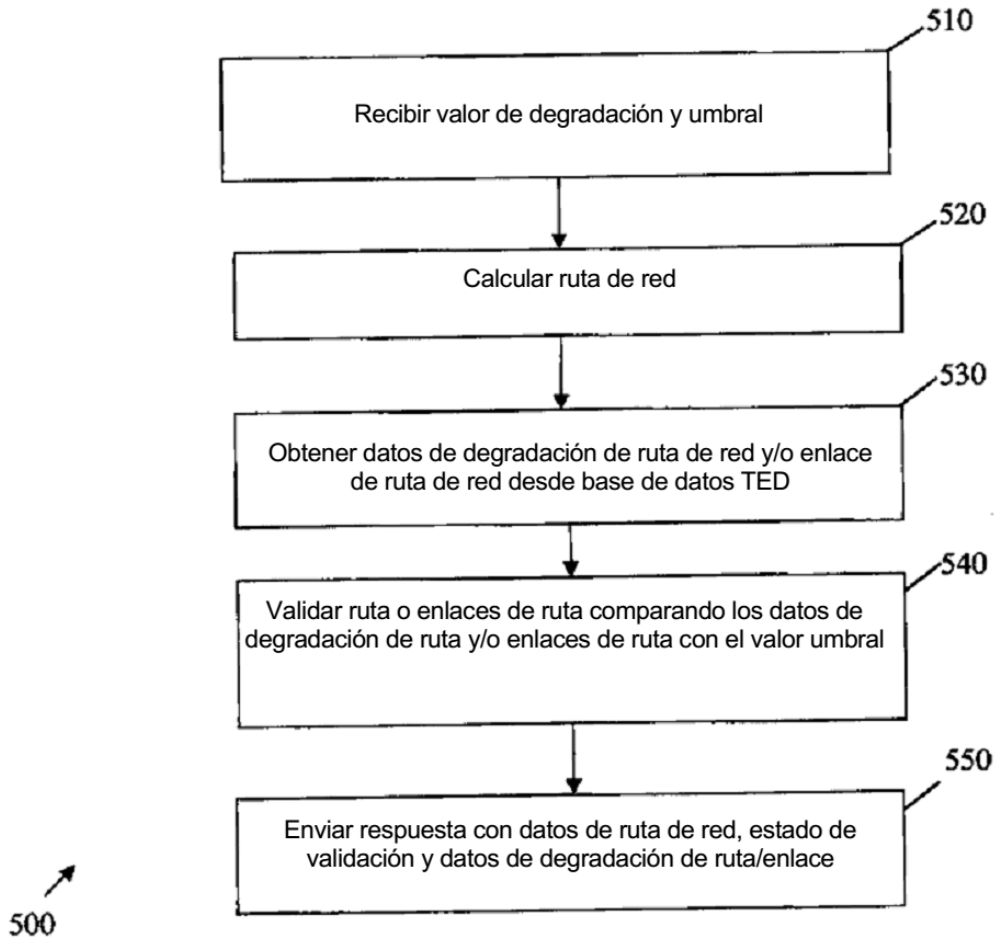 510
Recibir valor de degradación y umbral
520
Calcular ruta de red
530
Obtener datos de degradación de ruta de red y/o enlace
de ruta de red desde base de datos TED
540
Validar ruta o enlaces de ruta comparando los datos de
degradación de ruta y/o enlaces de ruta con el valor umbral
550
Enviar respuesta con datos de ruta de red, estado de
validación y datos de degradación de ruta/enlace
500